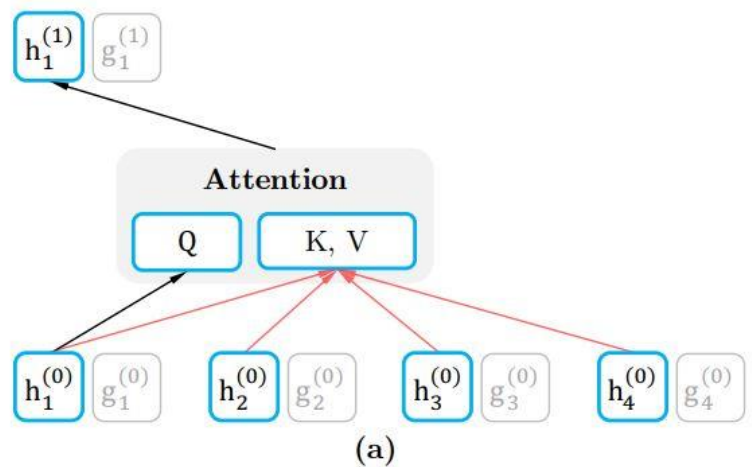 h₁⁽¹⁾ g₁⁽¹⁾
Attention
Q K, V
h₁⁽⁰⁾ g₁⁽⁰⁾ h₂⁽⁰⁾ g₂⁽⁰⁾ h₃⁽⁰⁾ g₃⁽⁰⁾ h₄⁽⁰⁾ g₄⁽⁰⁾
(a)